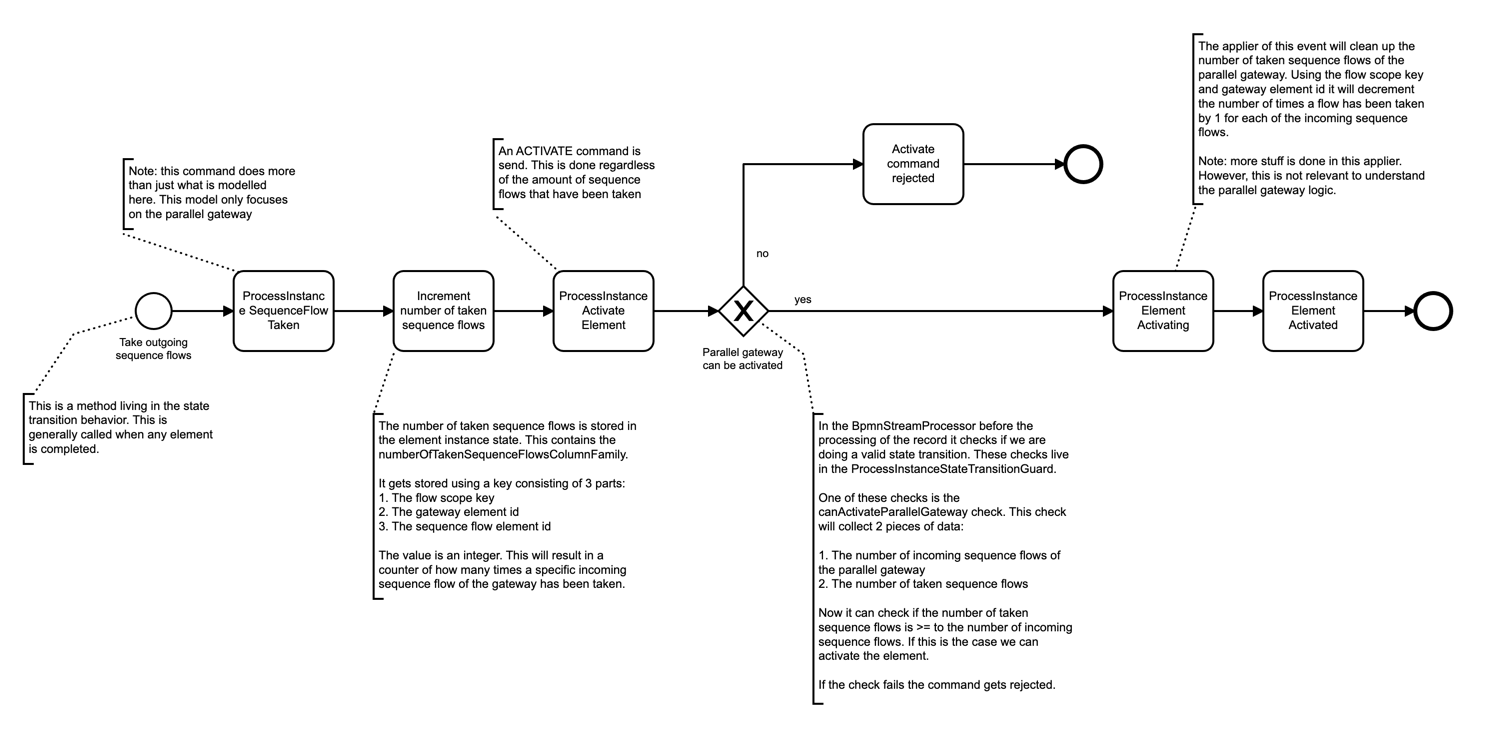 The applier of this event will clean up the
number of taken sequence flows of the
parallel gateway. Using the flow scope key
and gateway element id it will decrement
the number of times a flow has been taken
by 1 for each of the incoming sequence
flows.
Note: more stuff is done in this applier.
However, this is not relevant to understand
the parallel gateway logic.
An ACTIVATE command is
send. This is done regardless
of the amount of sequence
flows that have been taken
Activate
command
rejected
Note: this command does more
than just what is modelled
here. This model only focuses
on the parallel gateway
no
ProcessInstanc
e SequenceFlow
Taken
Increment
number of taken
sequence flows
ProcessInstance
Activate
Element
X
yes
ProcessInstance
Element
Activating
ProcessInstance
Element
Activated
Take outgoing
sequence flows
Parallel gateway
can be activated
This is a method living in the state
transition behavior. This is
generally called when any element
is completed.
The number of taken sequence flows is stored in
the element instance state. This contains the
numberOfTakenSequenceFlowsColumnFamily.
It gets stored using a key consisting of 3 parts:
1. The flow scope key
2. The gateway element id
3. The sequence flow element id
The value is an integer. This will result in a
counter of how many times a specific incoming
sequence flow of the gateway has been taken.
In the BpmnStreamProcessor before the
processing of the record it checks if we are
doing a valid state transition. These checks live
in the ProcessInstanceStateTransitionGuard.
One of these checks is the
canActivateParallelGateway check. This check
will collect 2 pieces of data:
1. The number of incoming sequence flows of
the parallel gateway
2. The number of taken sequence flows
Now it can check if the number of taken
sequence flows is >= to the number of incoming
sequence flows. If this is the case we can
activate the element.
If the check fails the command gets rejected.